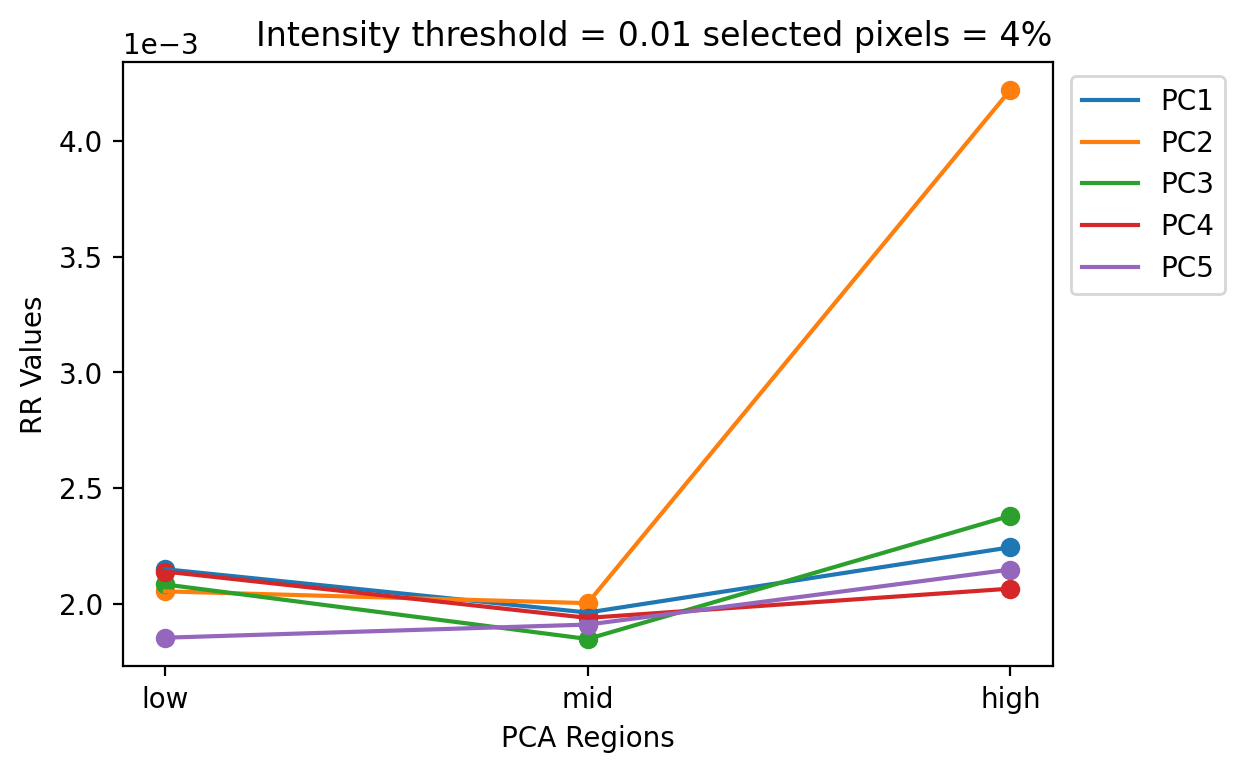 Intensity threshold = 0.01 selected pixels = 4%
1e−3
4.0
3.5
3.0
2.5
2.0
RR Values
low mid high
PCA Regions
PC1
PC2
PC3
PC4
PC5